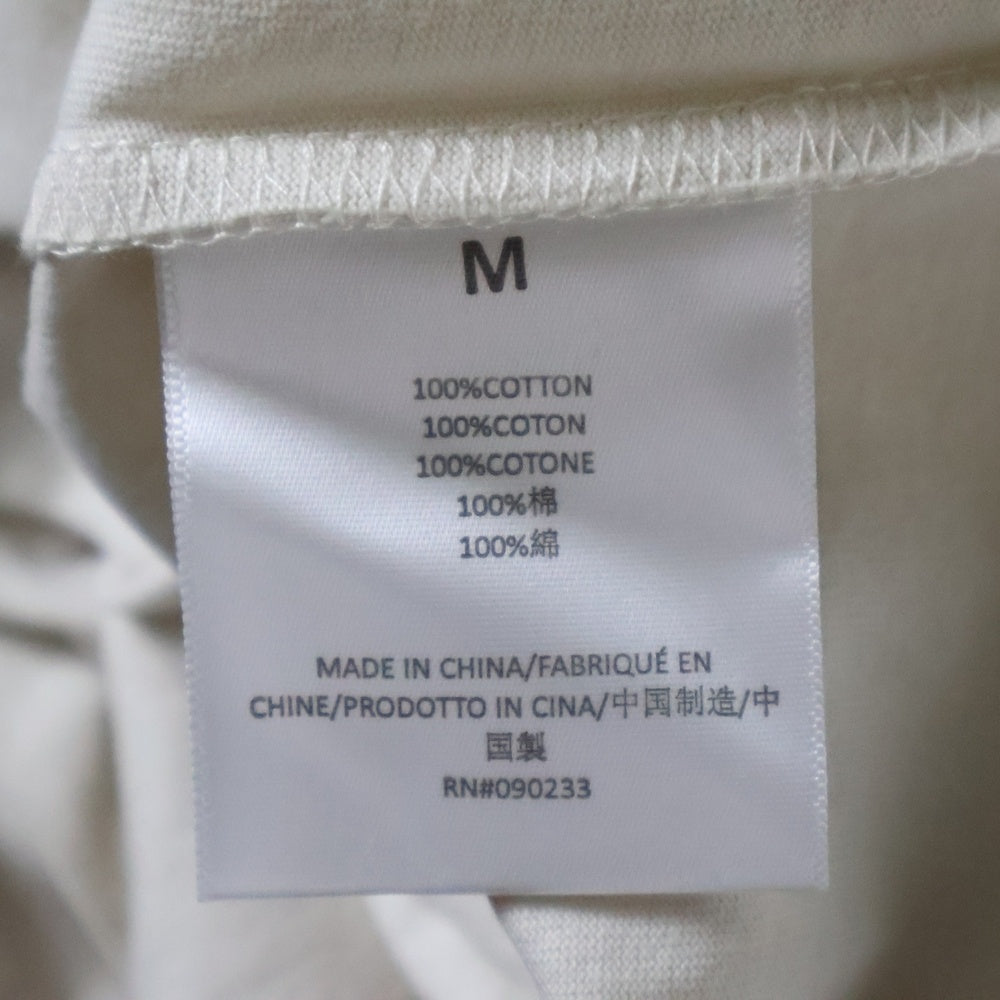 M
100%COTTON
100%COTON
100%COTONE
100%棉
100%綿
MADE IN CHINA/FABRIQUÉ EN
CHINE/PRODOTTO IN CINA/中国制造/中
国製
RN#090233